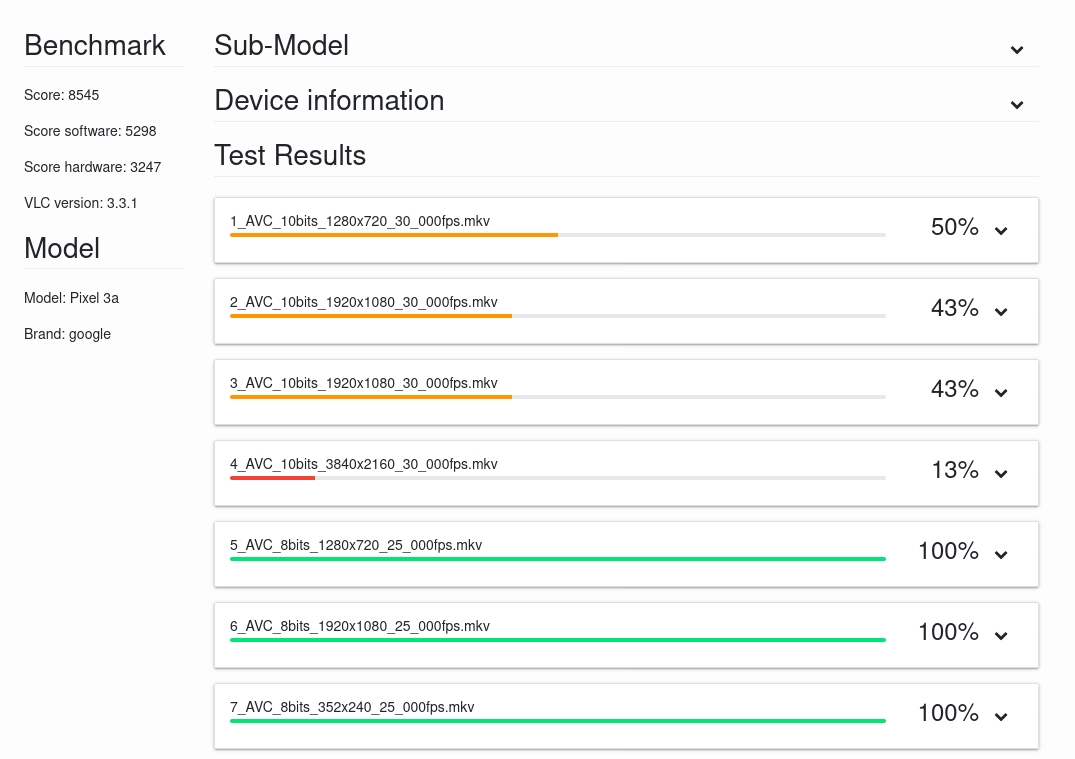 Benchmark
Score: 8545
Score software: 5298
Score hardware: 3247
VLC version: 3.3.1
Model
Model: Pixel 3a
Brand: google
Sub-Model
Device information
Test Results
1_AVC_10bits_1280x720_30_000fps.mkv
50%
2_AVC_10bits_1920x1080_30_000fps.mkv
43%
3_AVC_10bits_1920x1080_30_000fps.mkv
43%
4_AVC_10bits_3840x2160_30_000fps.mkv
13%
5_AVC_8bits_1280x720_25_000fps.mkv
100%
6_AVC_8bits_1920x1080_25_000fps.mkv
100%
7_AVC_8bits_352x240_25_000fps.mkv
100%